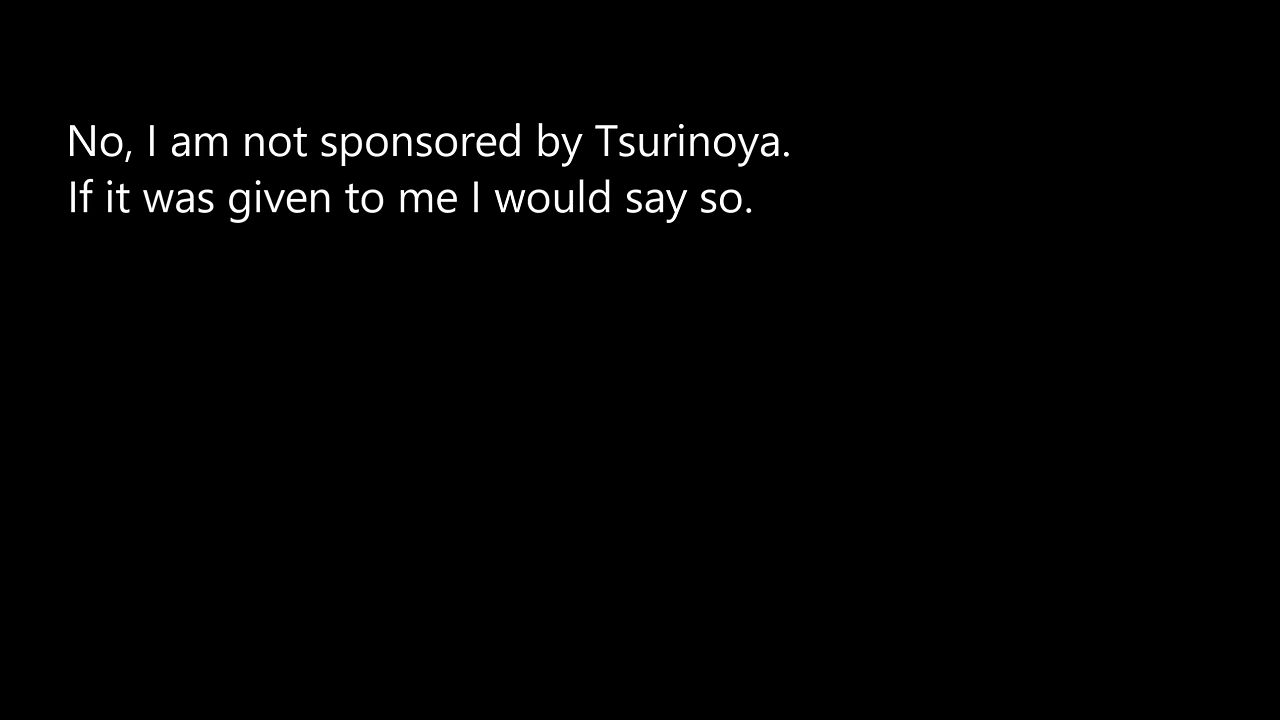 No, I am not sponsored by Tsurinoya.
If it was given to me I would say so.